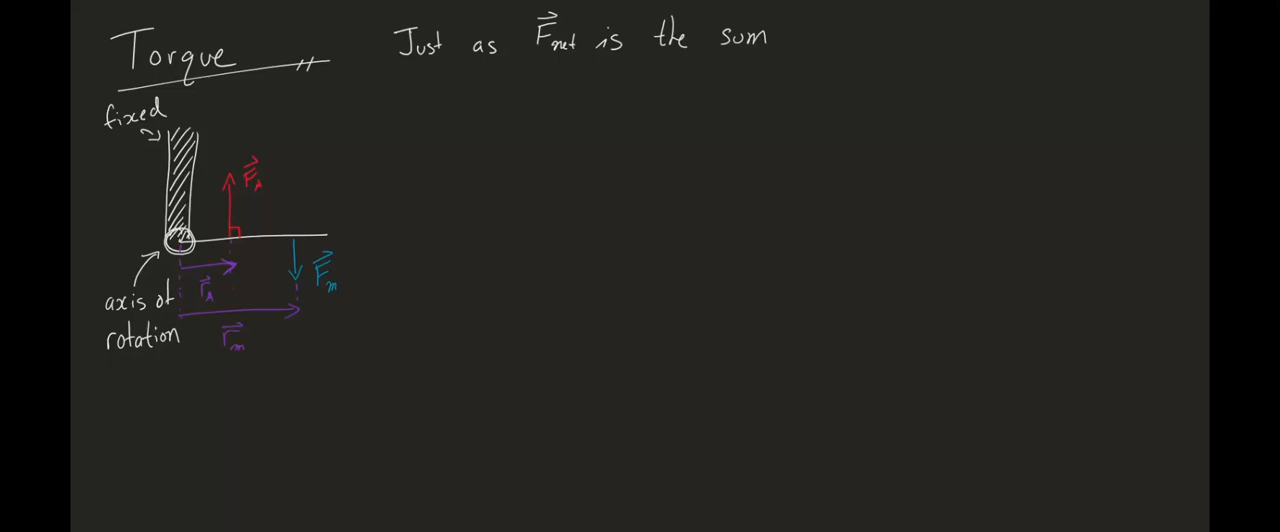 Torque
Just as F⃗net is the sum
fixed
F⃗A
F⃗m
r⃗A
axis of
rotation
r⃗m